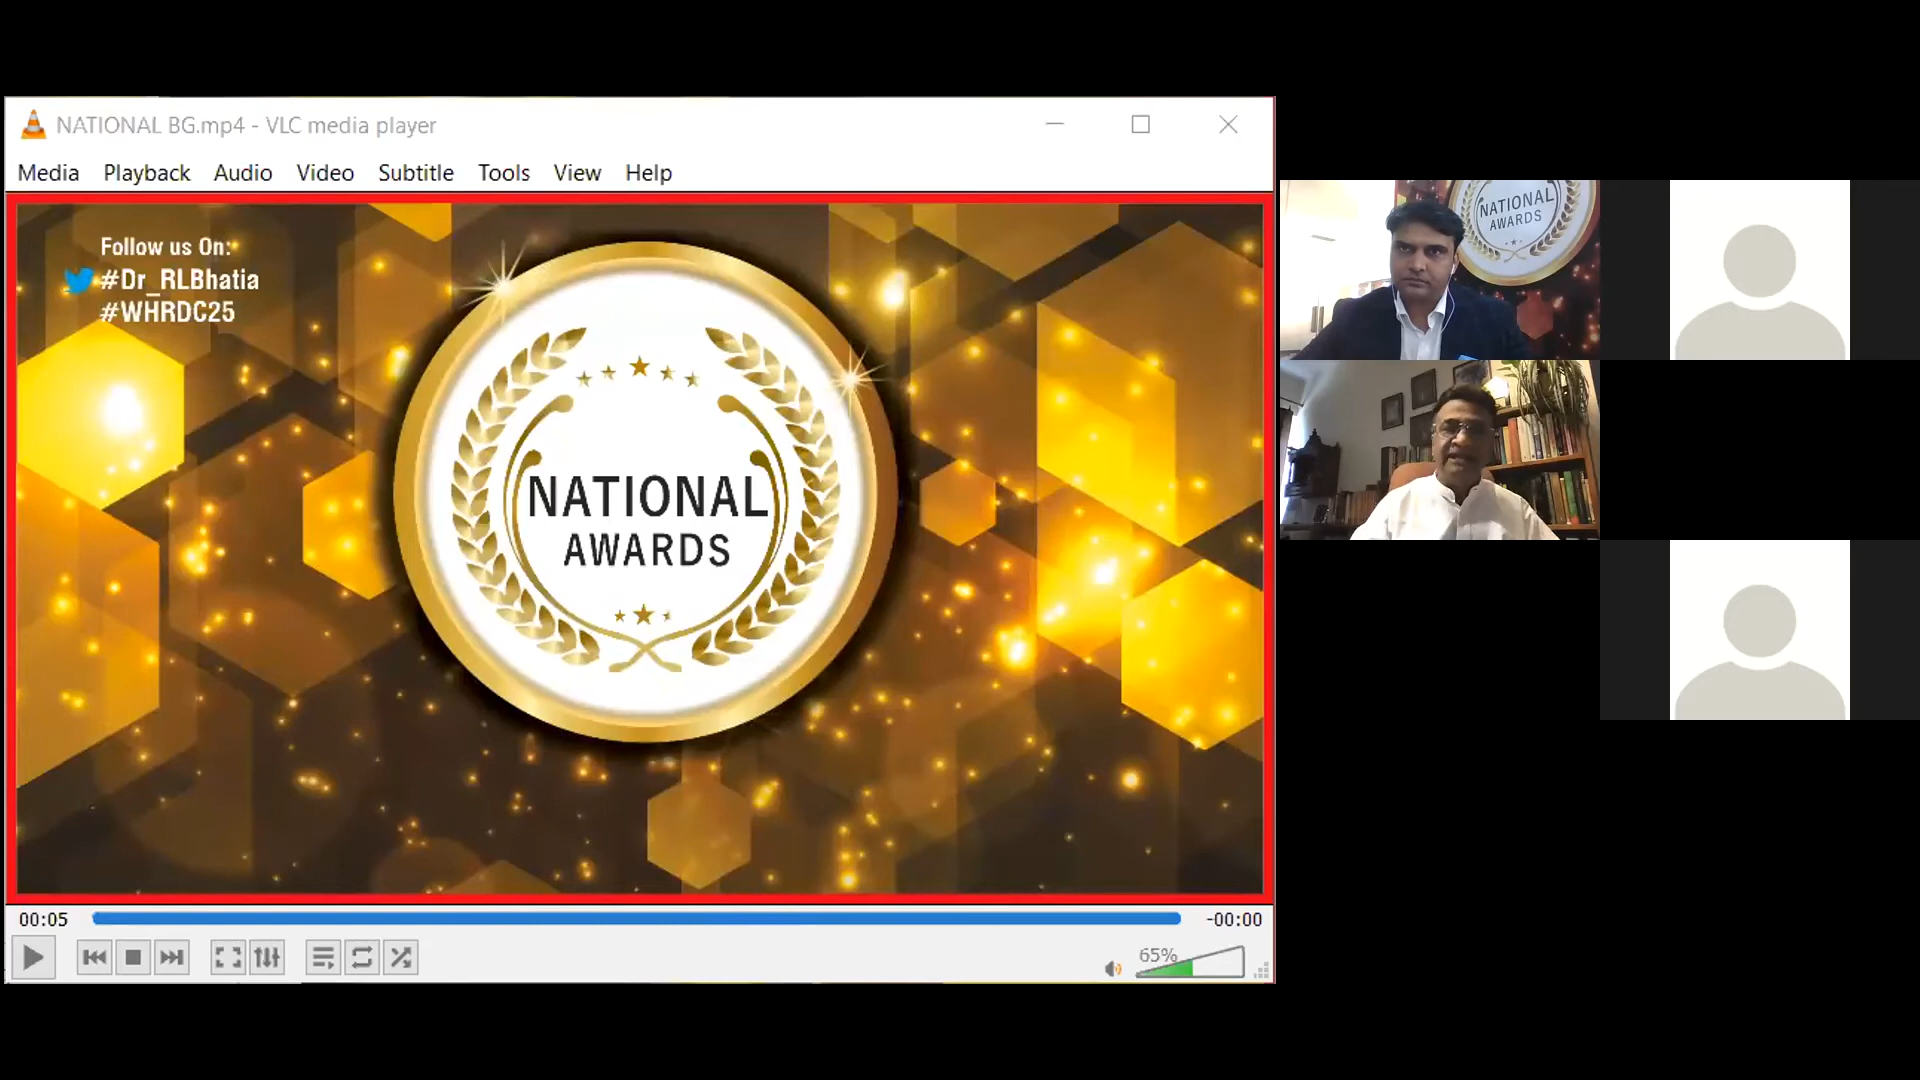 NATIONAL BG.mp4 - VLC media player
Media Playback Audio Video Subtitle Tools View Help
Follow us On:
#Dr_RLBhatia
#WHRDC25
NATIONAL
AWARDS
00:05
-00:00
65%
NATIONAL
AWARDS